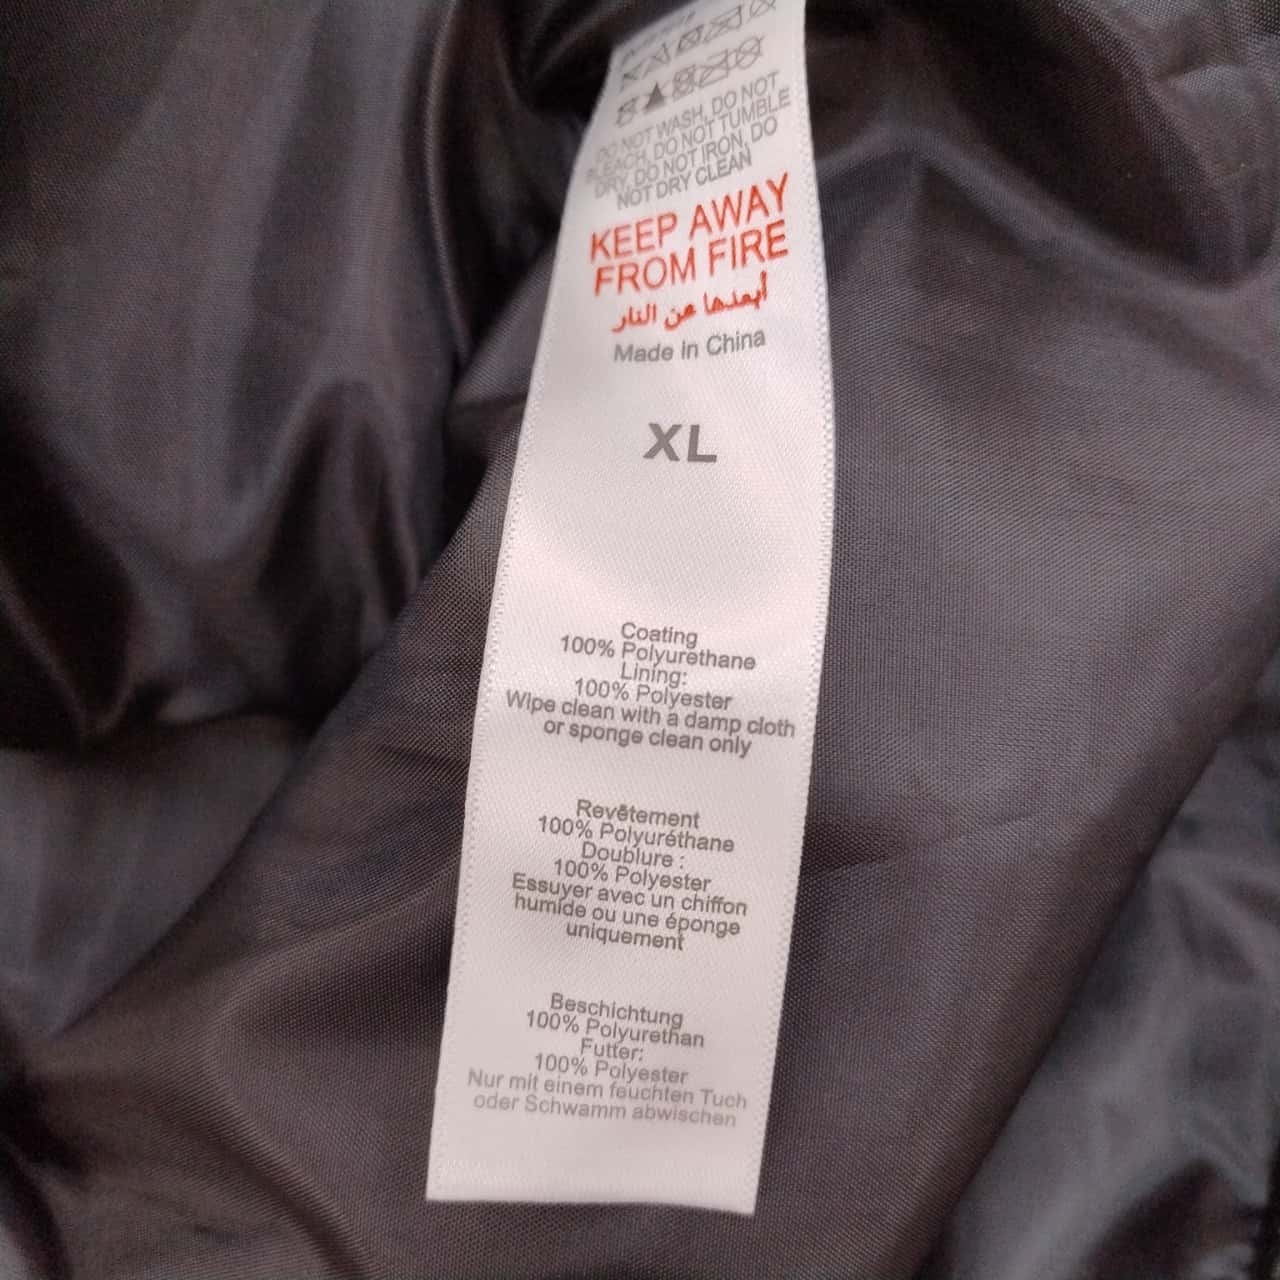 DO NOT WASH, DO NOT
BLEACH, DO NOT TUMBLE
DRY, DO NOT IRON, DO
NOT DRY CLEAN
KEEP AWAY
FROM FIRE
أبعدها عن النار
Made in China
XL
Coating
100% Polyurethane
Lining:
100% Polyester
Wipe clean with a damp cloth
or sponge clean only
Revêtement
100% Polyuréthane
Doublure :
100% Polyester
Essuyer avec un chiffon
humide ou une éponge
uniquement
Beschichtung
100% Polyurethan
Futter:
100% Polyester
Nur mit einem feuchten Tuch
oder Schwamm abwischen